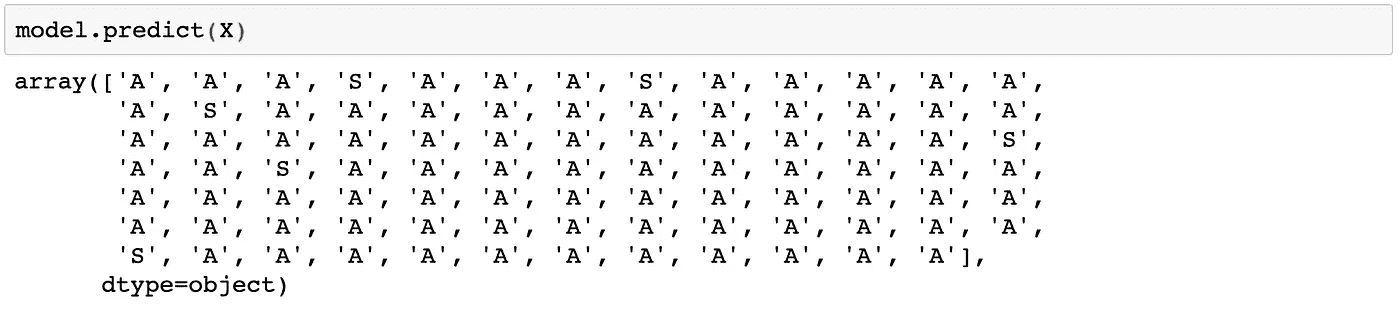 model.predict(X)
array(['A', 'A', 'A', 'S', 'A', 'A', 'A', 'S', 'A', 'A', 'A', 'A', 'A',
'A', 'S', 'A', 'A', 'A', 'A', 'A', 'A', 'A', 'A', 'A', 'A', 'A',
'A', 'A', 'A', 'A', 'A', 'A', 'A', 'A', 'A', 'A', 'A', 'A', 'S',
'A', 'A', 'S', 'A', 'A', 'A', 'A', 'A', 'A', 'A', 'A', 'A', 'A',
'A', 'A', 'A', 'A', 'A', 'A', 'A', 'A', 'A', 'A', 'A', 'A', 'A',
'A', 'A', 'A', 'A', 'A', 'A', 'A', 'A', 'A', 'A', 'A', 'A', 'A',
'S', 'A', 'A', 'A', 'A', 'A', 'A', 'A', 'A', 'A', 'A', 'A'],
dtype=object)